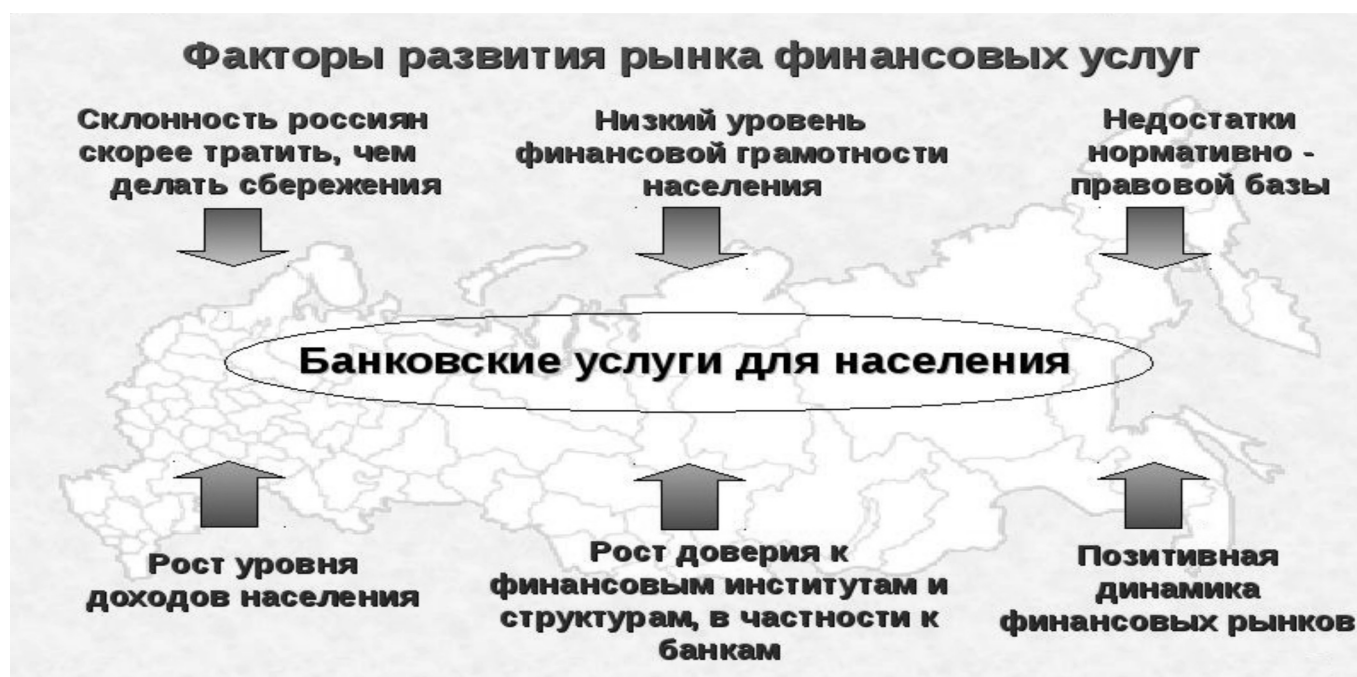 Факторы развития рынка финансовых услуг
Склонность россиян
скорее тратить, чем
делать сбережения
Низкий уровень
финансовой грамотности
населения
Недостатки
нормативно -
правовой базы
Банковские услуги для населения
Рост уровня
доходов населения
Рост доверия к
финансовым институтам и
структурам, в частности к
банкам
Позитивная
динамика
финансовых рынков